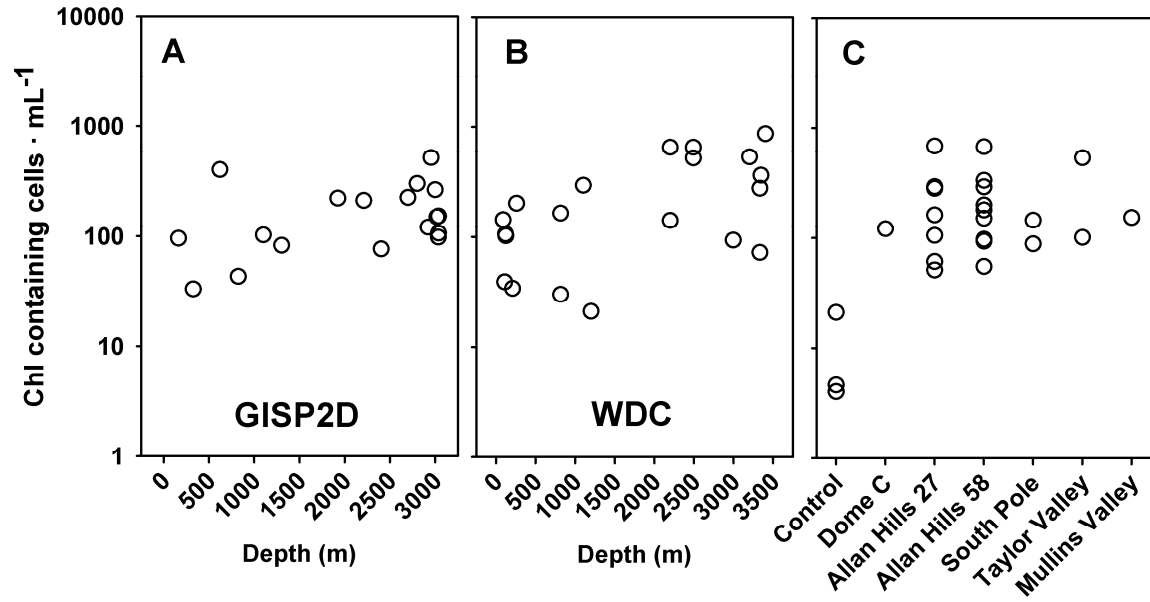 10000
1000
100
10
1
Chl containing cells · mL-1
A
GISP2D
0
500
1000
1500
2000
2500
3000
Depth (m)
B
WDC
0
500
1000
1500
2000
2500
3000
3500
Depth (m)
C
Control
Dome C
Allan Hills 27
Allan Hills 58
South Pole
Taylor Valley
Mullins Valley